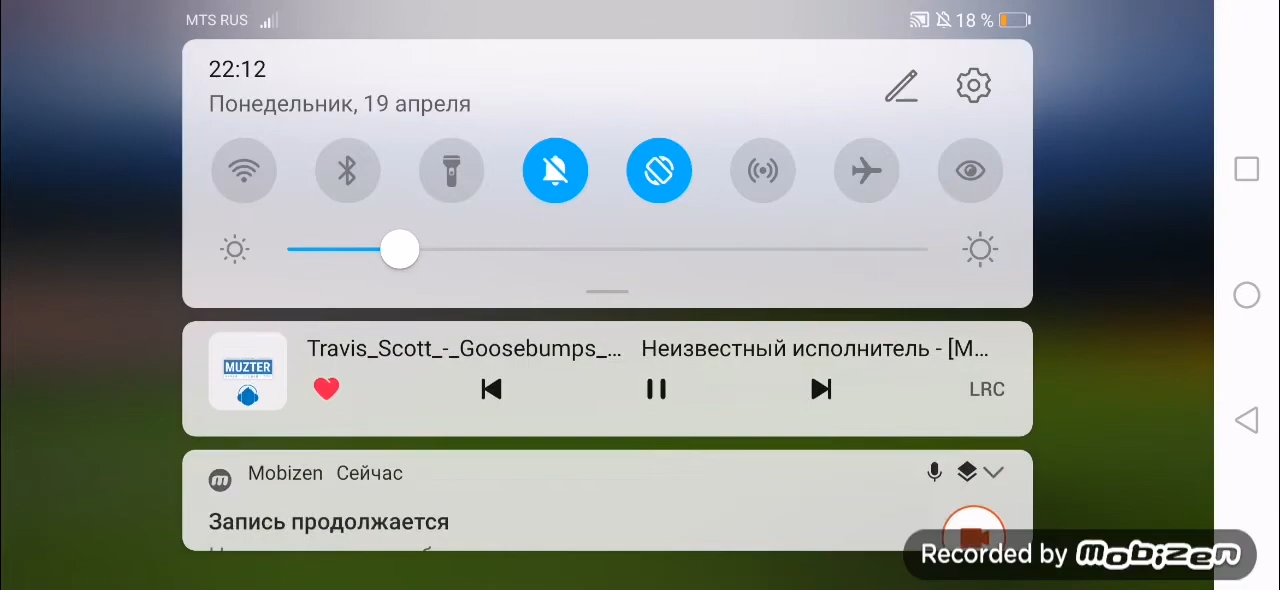 MTS RUS 18 %
22:12
Понедельник, 19 апреля
MUZTER
Travis_Scott_-_Goosebumps_... Неизвестный исполнитель - [M...
LRC
Mobizen Сейчас
Запись продолжается
Recorded by mobizen